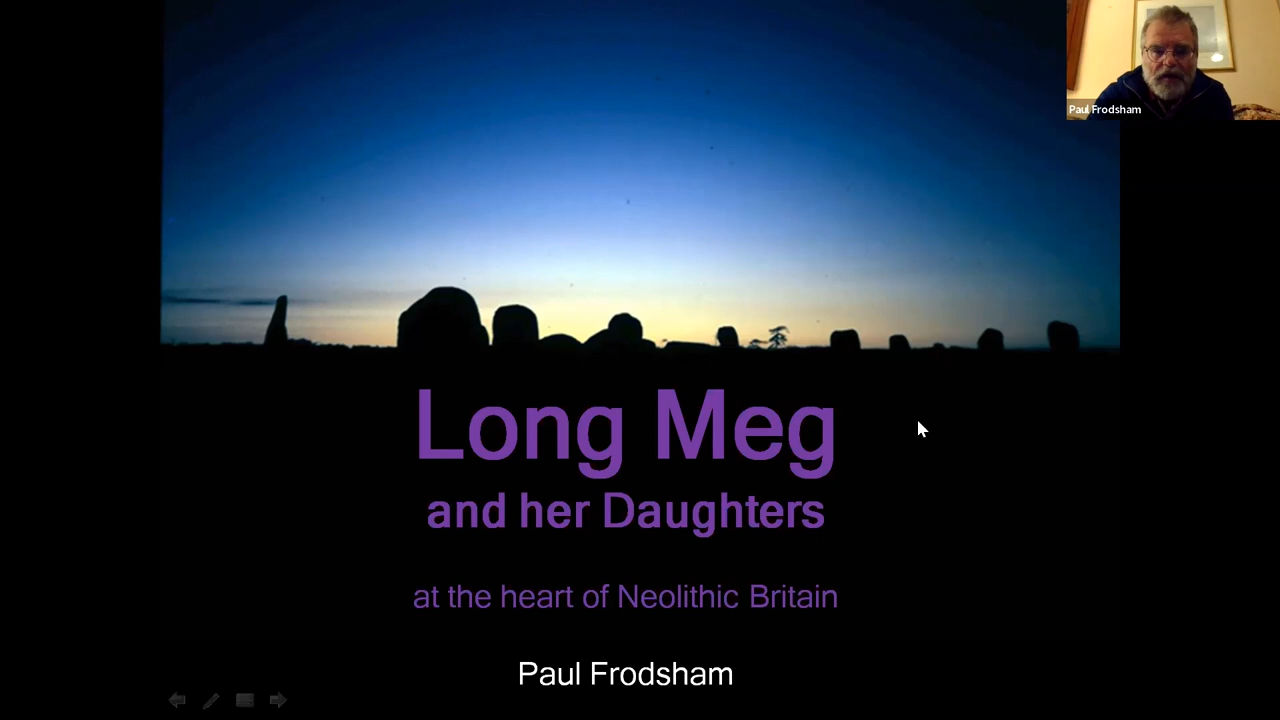 Paul Frodsham
Long Meg
and her Daughters
at the heart of Neolithic Britain
Paul Frodsham